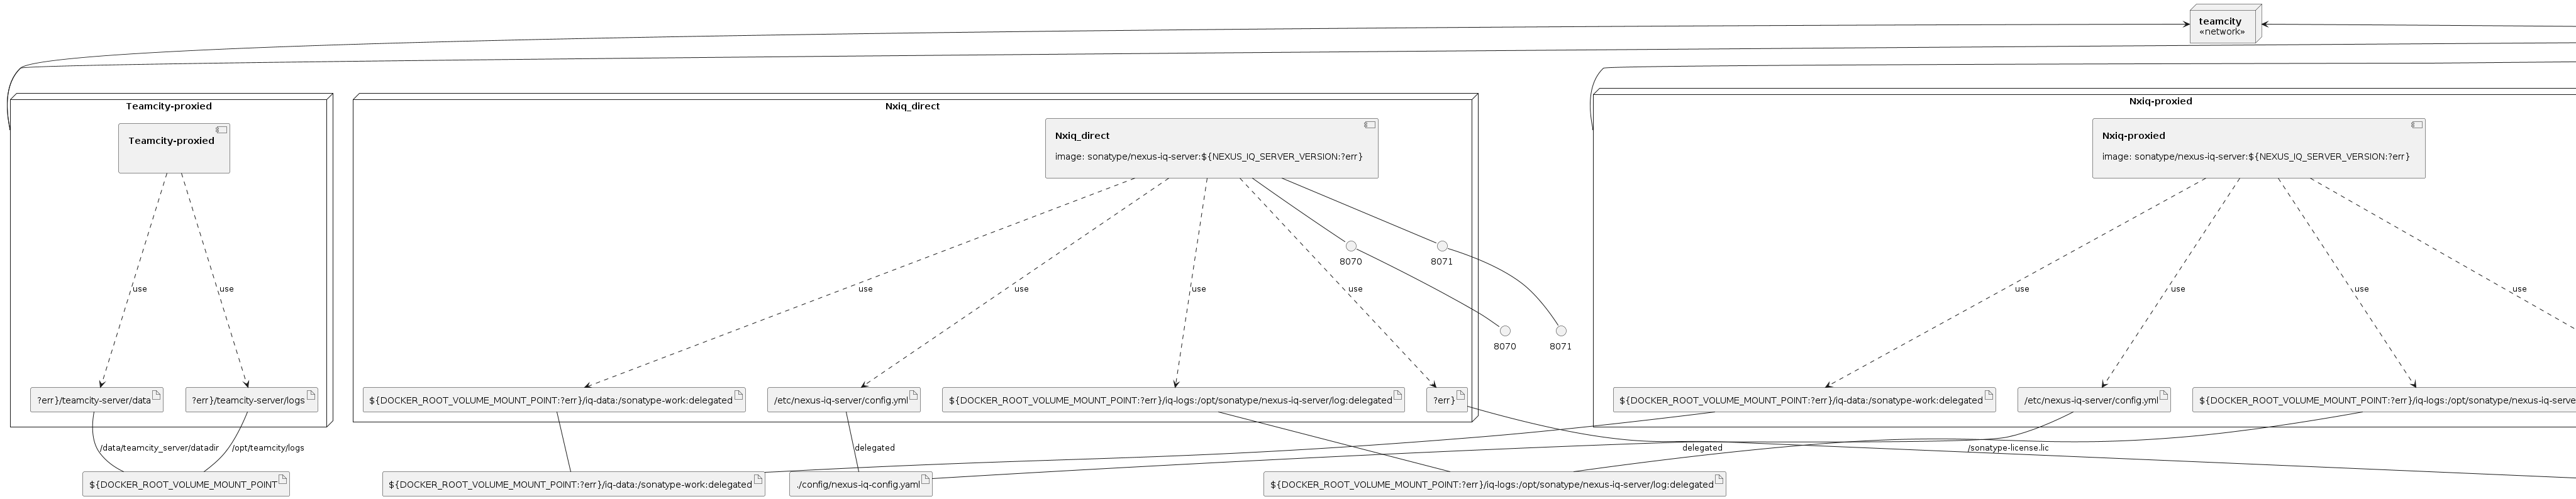 teamcity
«network»
Teamcity-proxied
Nxiq_direct
Nxiq-proxied
Teamcity-proxied
Nxiq_direct
image: sonatype/nexus-iq-server:${NEXUS_IQ_SERVER_VERSION:?err}
Nxiq-proxied
image: sonatype/nexus-iq-server:${NEXUS_IQ_SERVER_VERSION:?err}
8070
8071
use
use
use
use
use
use
use
use
use
use
8070
8071
?err}/teamcity-server/data
?err}/teamcity-server/logs
${DOCKER_ROOT_VOLUME_MOUNT_POINT:?err}/iq-data:/sonatype-work:delegated
/etc/nexus-iq-server/config.yml
${DOCKER_ROOT_VOLUME_MOUNT_POINT:?err}/iq-logs:/opt/sonatype/nexus-iq-server/log:delegated
?err}
${DOCKER_ROOT_VOLUME_MOUNT_POINT:?err}/iq-data:/sonatype-work:delegated
/etc/nexus-iq-server/config.yml
${DOCKER_ROOT_VOLUME_MOUNT_POINT:?err}/iq-logs:/opt/sonatype/nexus-iq-serve
/data/teamcity_server/datadir
/opt/teamcity/logs
delegated
delegated
/sonatype-license.lic
${DOCKER_ROOT_VOLUME_MOUNT_POINT
${DOCKER_ROOT_VOLUME_MOUNT_POINT:?err}/iq-data:/sonatype-work:delegated
./config/nexus-iq-config.yaml
${DOCKER_ROOT_VOLUME_MOUNT_POINT:?err}/iq-logs:/opt/sonatype/nexus-iq-server/log:delegated